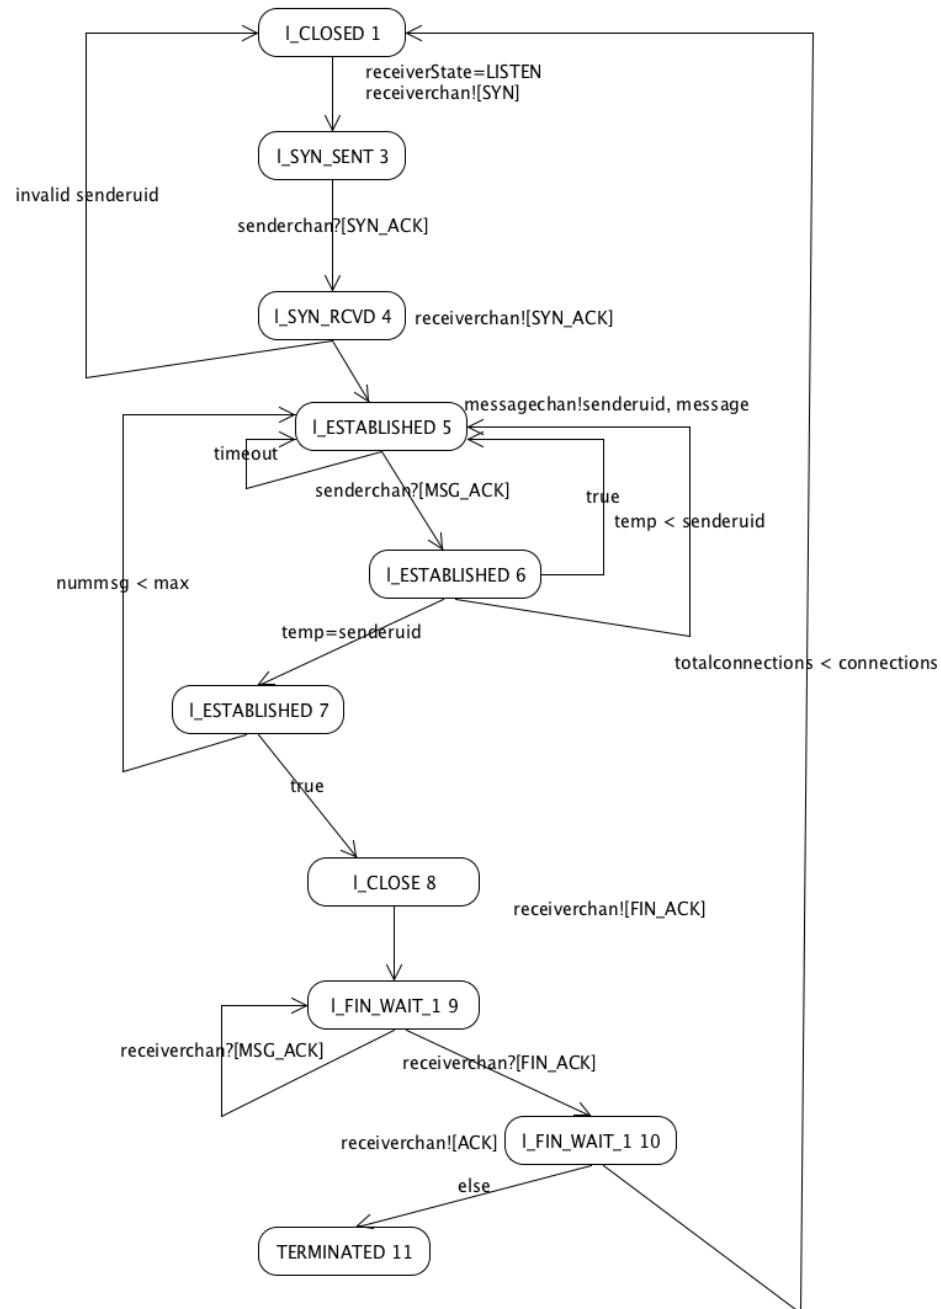 l_CLOSED 1
receiverState=LISTEN
receiverchan![SYN]
l_SYN_SENT 3
invalid senderuid
senderchan?[SYN_ACK]
l_SYN_RCVD 4
receiverchan![SYN_ACK]
messagechan!senderuid, message
l_ESTABLISHED 5
timeout
senderchan?[MSG_ACK]
true
temp < senderuid
l_ESTABLISHED 6
nummsg < max
temp=senderuid
totalconnections < connections
l_ESTABLISHED 7
true
l_CLOSE 8
receiverchan![FIN_ACK]
l_FIN_WAIT_1 9
receiverchan?[MSG_ACK]
receiverchan?[FIN_ACK]
receiverchan![ACK]
l_FIN_WAIT_1 10
else
TERMINATED 11